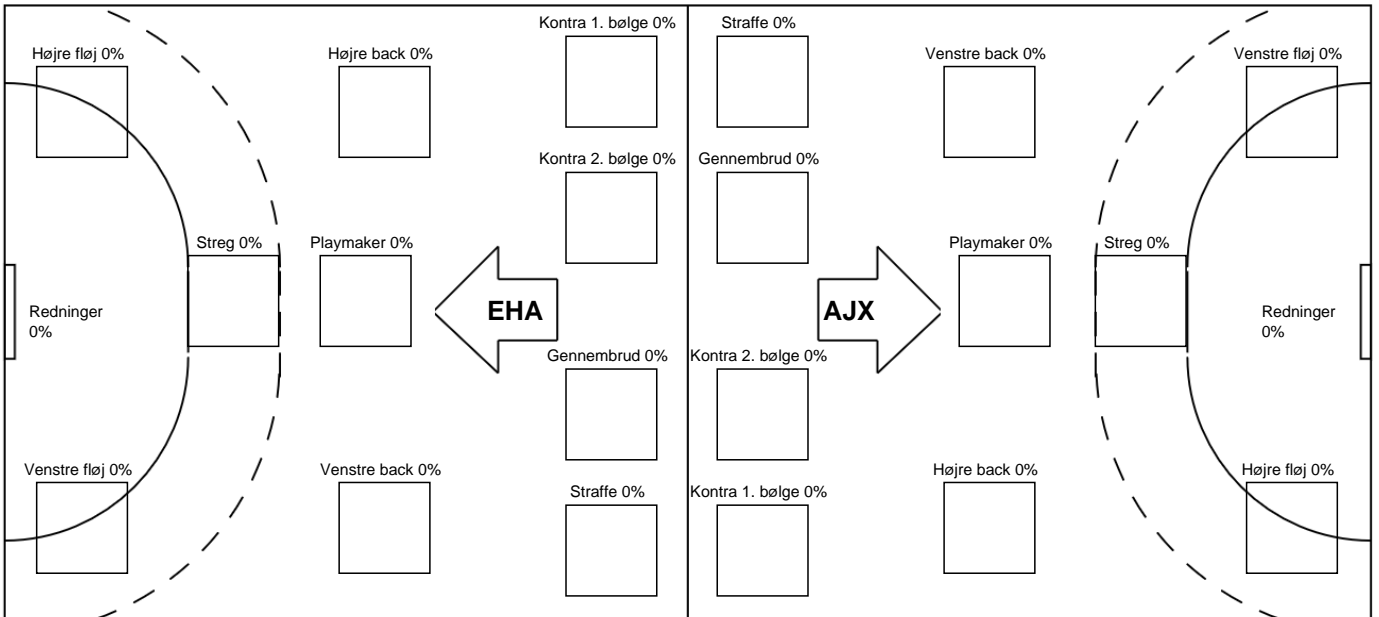 Kontra 1. bølge 0%
Straffe 0%
Højre fløj 0%
Højre back 0%
Venstre back 0%
Venstre fløj 0%
Kontra 2. bølge 0%
Gennembrud 0%
Streg 0%
Playmaker 0%
Playmaker 0%
Streg 0%
Redninger
0%
EHA
AJX
Redninger
0%
Gennembrud 0%
Kontra 2. bølge 0%
Venstre fløj 0%
Venstre back 0%
Højre back 0%
Højre fløj 0%
Straffe 0%
Kontra 1. bølge 0%